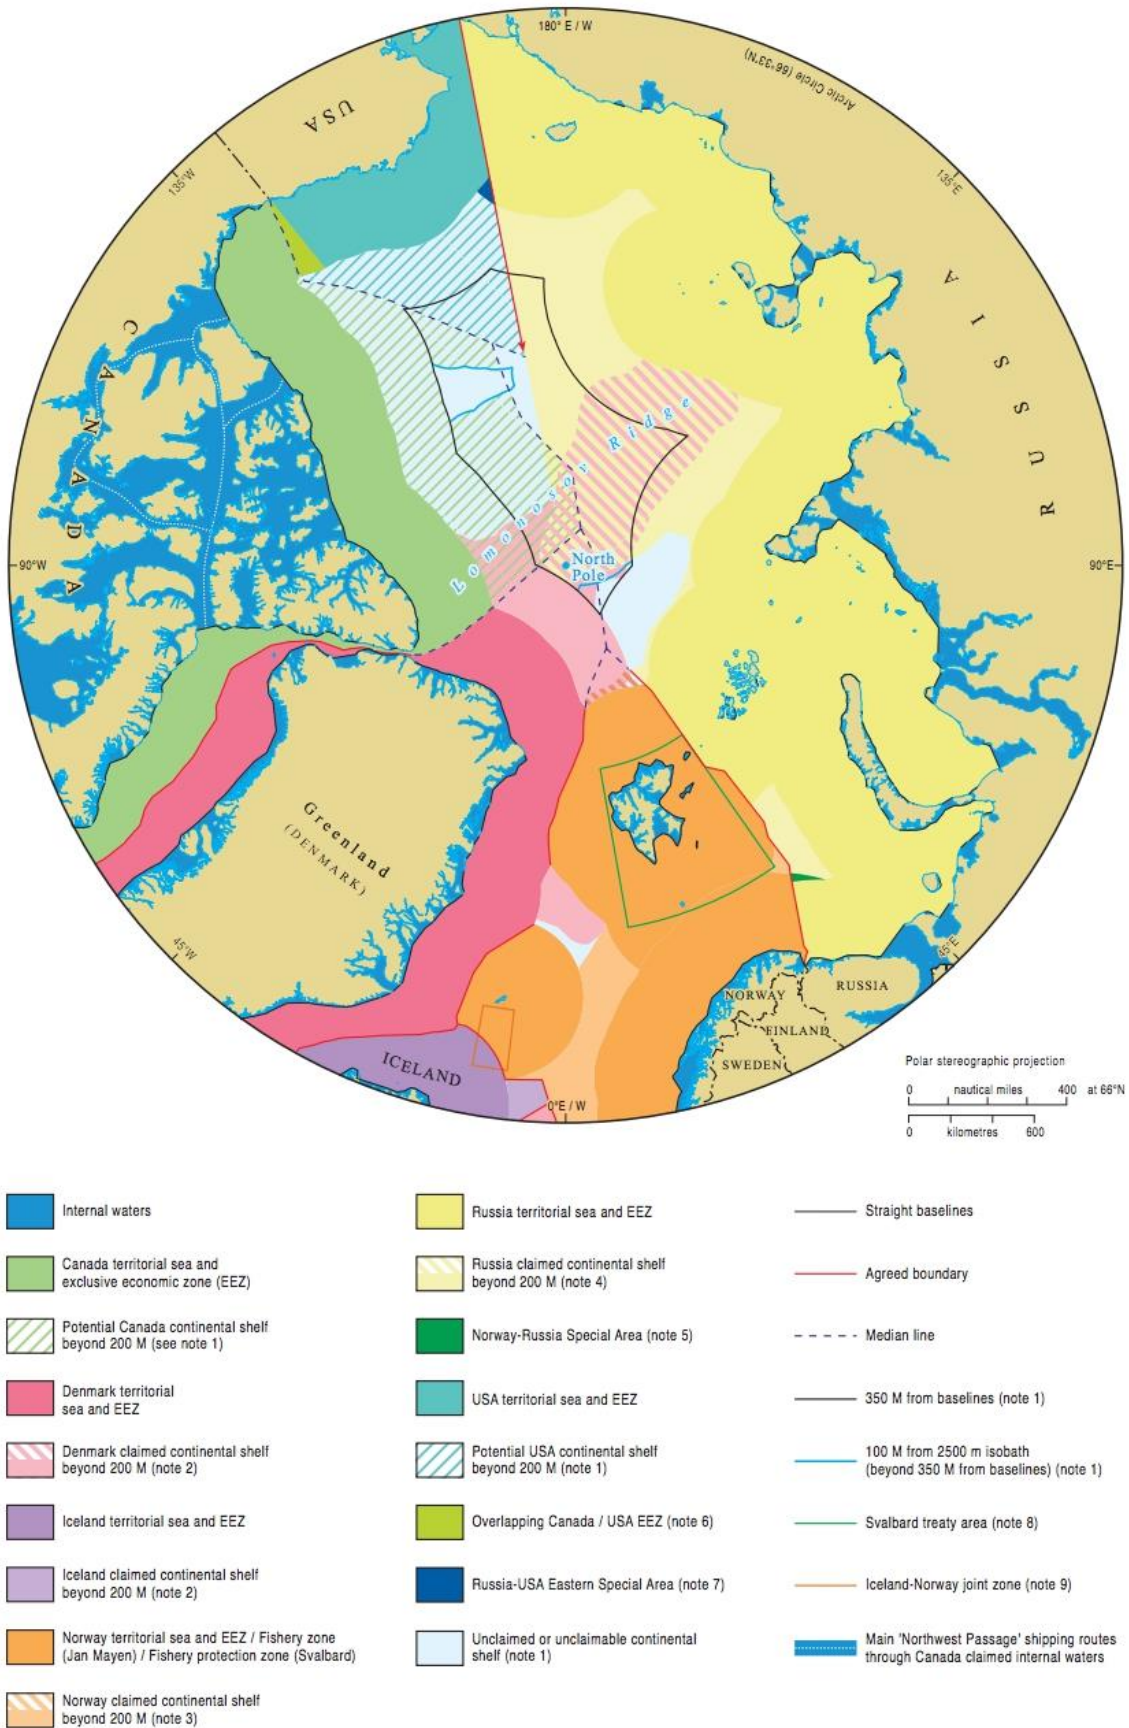 180° E / W
Arctic Circle (66°33'N)
USA
135°W
135°E
CANADA
RUSSIA
Lomonosov Ridge
90°W
North
Pole
90°E
Greenland
(DENMARK)
45°W
45°E
NORWAY
RUSSIA
FINLAND
SWEDEN
ICELAND
0°E / W
Polar stereographic projection
0 nautical miles 400 at 66°N
0 kilometres 600
Internal waters
Canada territorial sea and
exclusive economic zone (EEZ)
Potential Canada continental shelf
beyond 200 M (see note 1)
Denmark territorial
sea and EEZ
Denmark claimed continental shelf
beyond 200 M (note 2)
Iceland territorial sea and EEZ
Iceland claimed continental shelf
beyond 200 M (note 2)
Norway territorial sea and EEZ / Fishery zone
(Jan Mayen) / Fishery protection zone (Svalbard)
Norway claimed continental shelf
beyond 200 M (note 3)
Russia territorial sea and EEZ
Russia claimed continental shelf
beyond 200 M (note 4)
Norway-Russia Special Area (note 5)
USA territorial sea and EEZ
Potential USA continental shelf
beyond 200 M (note 1)
Overlapping Canada / USA EEZ (note 6)
Russia-USA Eastern Special Area (note 7)
Unclaimed or unclaimable continental
shelf (note 1)
Straight baselines
Agreed boundary
Median line
350 M from baselines (note 1)
100 M from 2500 m isobath
(beyond 350 M from baselines) (note 1)
Svalbard treaty area (note 8)
Iceland-Norway joint zone (note 9)
Main 'Northwest Passage' shipping routes
through Canada claimed internal waters